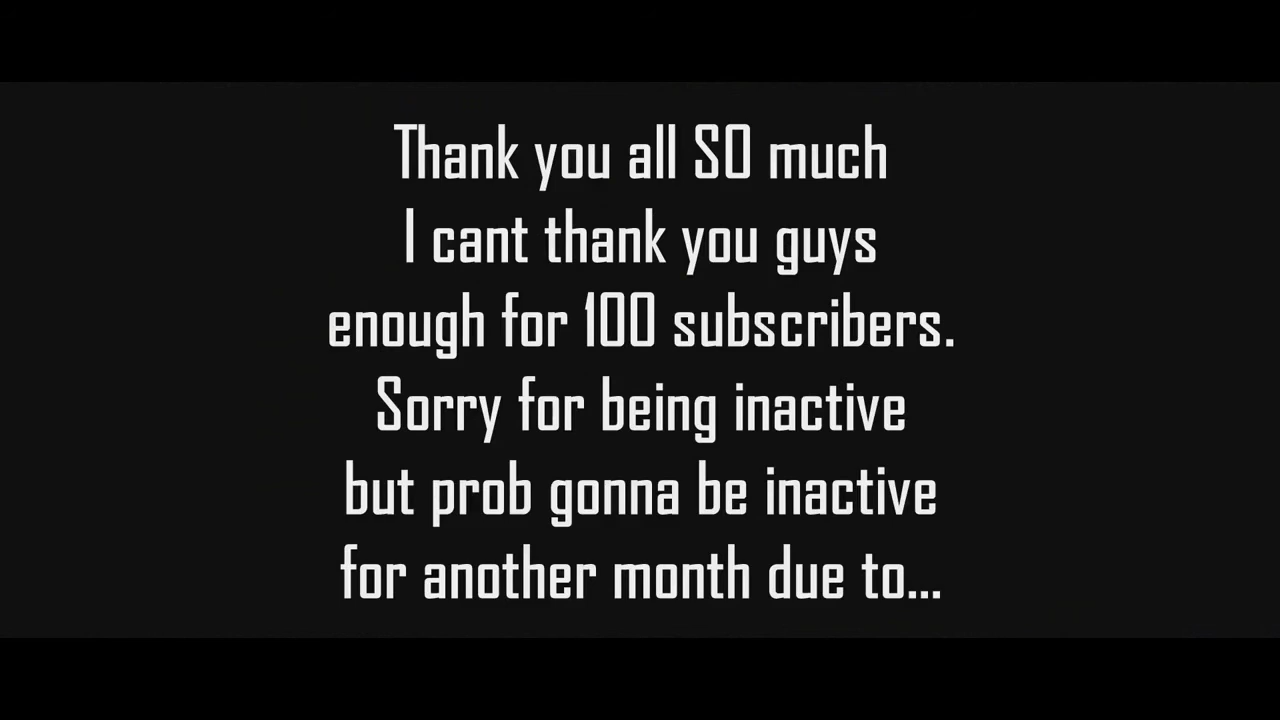 Thank you all SO much
I cant thank you guys
enough for 100 subscribers.
Sorry for being inactive
but prob gonna be inactive
for another month due to...